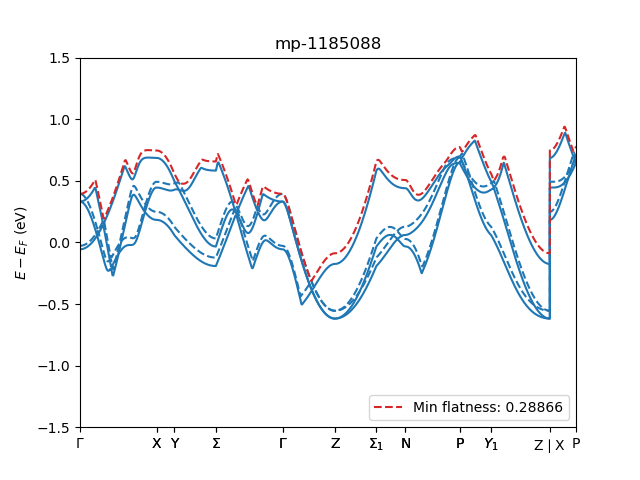 mp-1185088
E − E_F (eV)
1.5
1.0
0.5
0.0
−0.5
−1.0
−1.5
Min flatness: 0.28866
Γ X Y Σ Γ Z Σ₁ N P Y₁ Z | X P